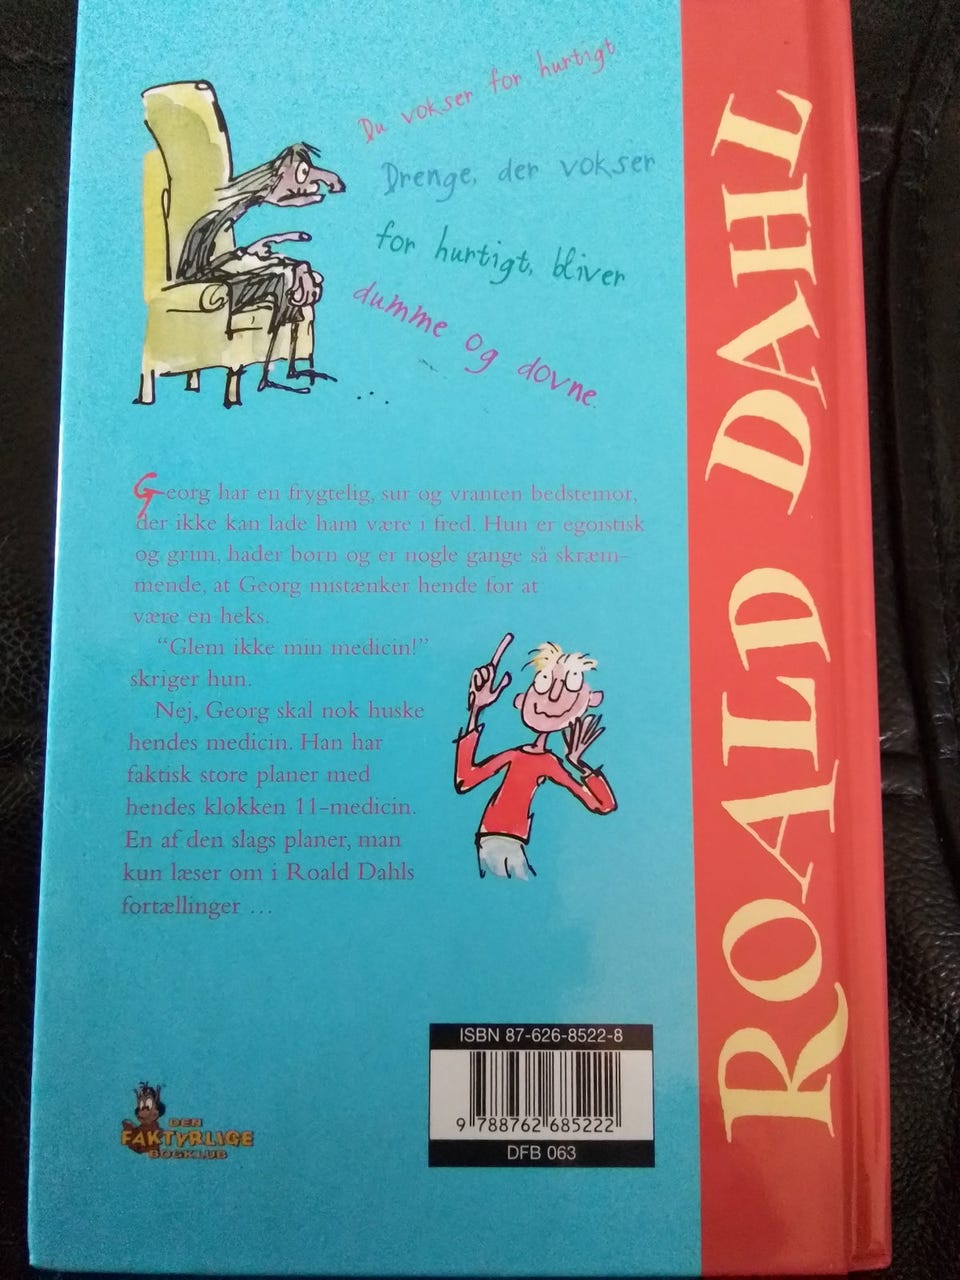 Du vokser for hurtigt
Drenge, der vokser
for hurtigt, bliver
dumme og dovne.
...
Georg har en frygtelig, sur og vranten bedstemor,
der ikke kan lade ham være i fred. Hun er egoistisk
og grim, hader børn og er nogle gange så skræm-
mende, at Georg mistænker hende for at
være en heks.
“Glem ikke min medicin!”
skriger hun.
Nej, Georg skal nok huske
hendes medicin. Han har
faktisk store planer med
hendes klokken 11-medicin.
En af den slags planer, man
kun læser om i Roald Dahls
fortællinger ...
ISBN 87-626-8522-8
9 788762 685222
DFB 063
DEN
FAKTYRLIGE
BOGKLUB
ROALD DAHL